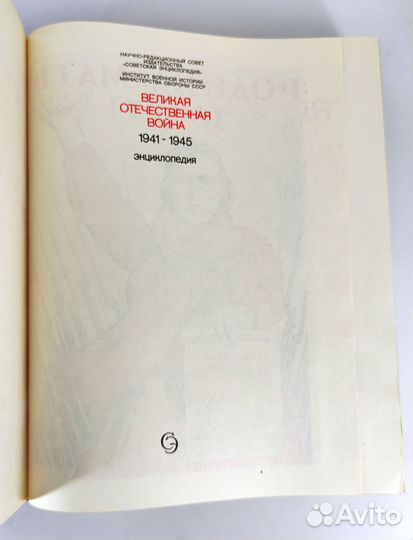 НАУЧНО-РЕДАКЦИОННЫЙ СОВЕТ
ИЗДАТЕЛЬСТВА
«СОВЕТСКАЯ ЭНЦИКЛОПЕДИЯ»
ИНСТИТУТ ВОЕННОЙ ИСТОРИИ
МИНИСТЕРСТВА ОБОРОНЫ СССР
ВЕЛИКАЯ
ОТЕЧЕСТВЕННАЯ
ВОЙНА
1941-1945
ЭНЦИКЛОПЕДИЯ
СЭ
Avito